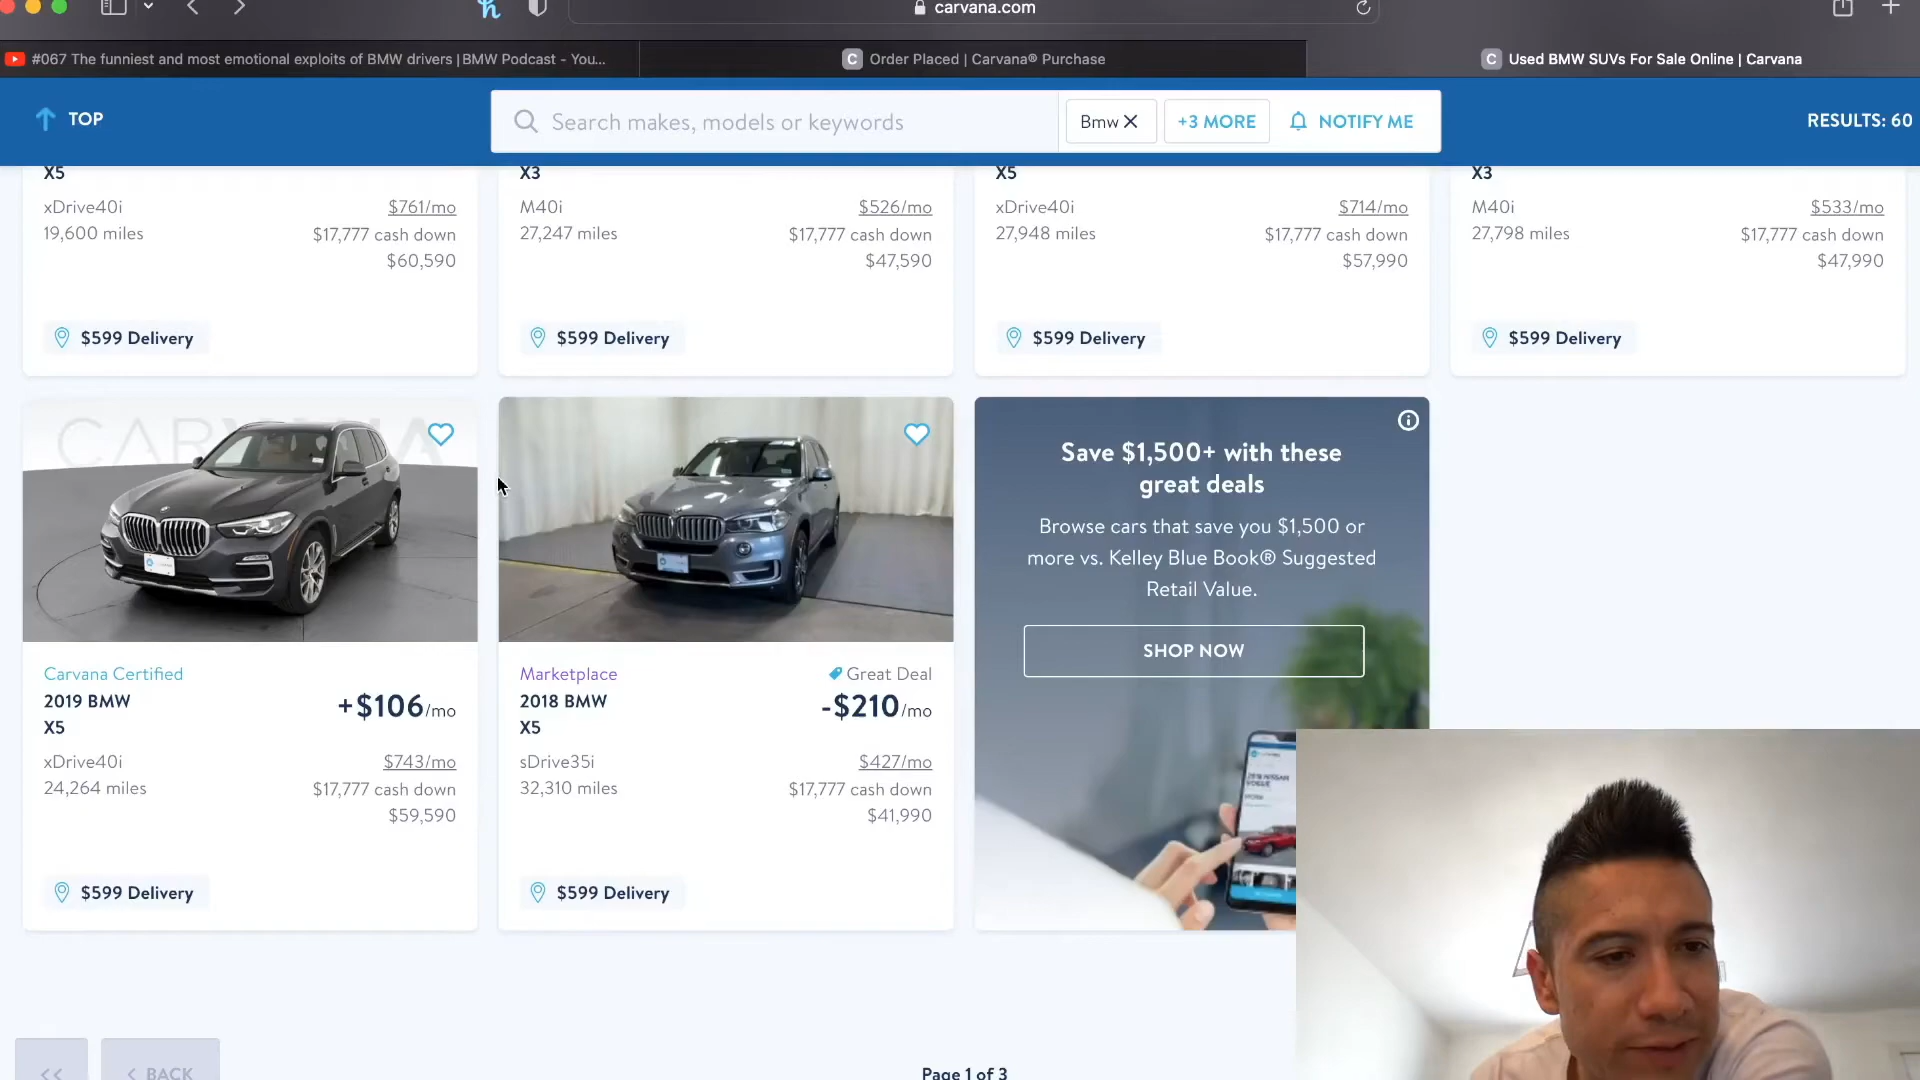 carvana.com
#067 The funniest and most emotional exploits of BMW drivers | BMW Podcast - You...
C Order Placed | Carvana® Purchase
C Used BMW SUVs For Sale Online | Carvana
TOP
Search makes, models or keywords
Bmw
+3 MORE
NOTIFY ME
RESULTS: 60
X5
xDrive40i
$761/mo
19,600 miles
$17,777 cash down
$60,590
$599 Delivery
X3
M40i
$526/mo
27,247 miles
$17,777 cash down
$47,590
$599 Delivery
X5
xDrive40i
$714/mo
27,948 miles
$17,777 cash down
$57,990
$599 Delivery
X3
M40i
$533/mo
27,798 miles
$17,777 cash down
$47,990
$599 Delivery
Carvana Certified
2019 BMW
X5
+$106/mo
xDrive40i
$743/mo
24,264 miles
$17,777 cash down
$59,590
$599 Delivery
Marketplace
Great Deal
2018 BMW
X5
-$210/mo
sDrive35i
$427/mo
32,310 miles
$17,777 cash down
$41,990
$599 Delivery
Save $1,500+ with these
great deals
Browse cars that save you $1,500 or
more vs. Kelley Blue Book® Suggested
Retail Value.
SHOP NOW
<<
< BACK
Page 1 of 3